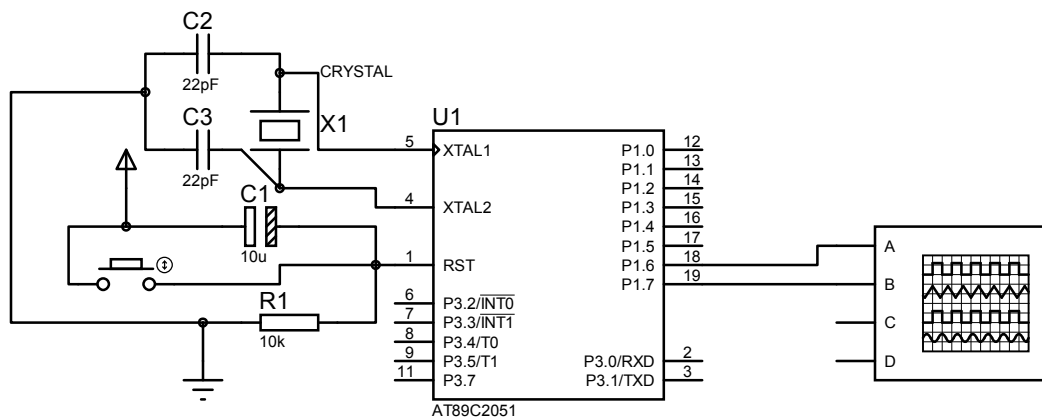 C2
22pF
CRYSTAL
X1
C3
22pF
C1
10u
R1
10k
U1
5 XTAL1
4 XTAL2
1 RST
6 P3.2/INT0
7 P3.3/INT1
8 P3.4/T0
9 P3.5/T1
11 P3.7
P1.0 12
P1.1 13
P1.2 14
P1.3 15
P1.4 16
P1.5 17
P1.6 18
P1.7 19
P3.0/RXD 2
P3.1/TXD 3
AT89C2051
A
B
C
D